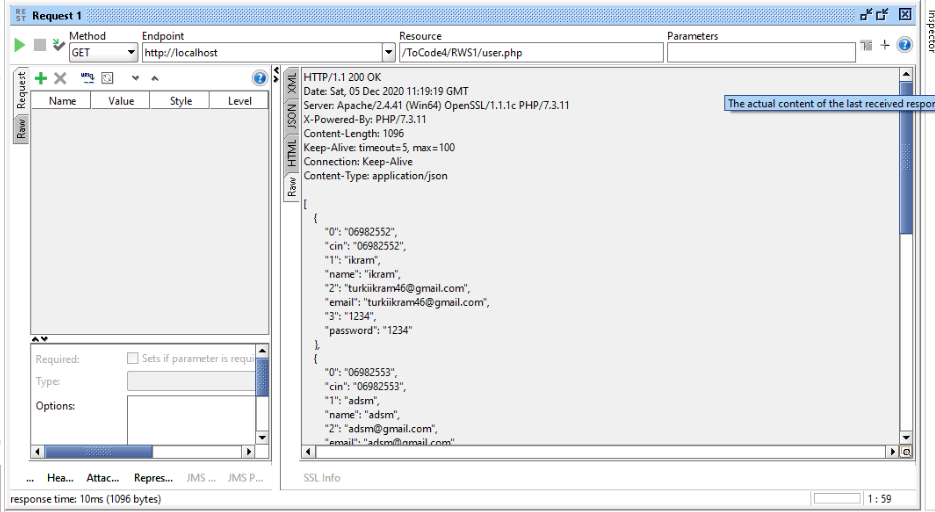 REST Request 1
Method Endpoint Resource Parameters
GET http://localhost /ToCode4/RWS1/user.php
Inspector
Request
Raw
Name Value Style Level
Required: Sets if parameter is requi
Type:
Options:
... Hea... Attac... Repres... JMS ... JMS P...
XML
JSON
HTML
Raw
HTTP/1.1 200 OK
Date: Sat, 05 Dec 2020 11:19:19 GMT
Server: Apache/2.4.41 (Win64) OpenSSL/1.1.1c PHP/7.3.11
The actual content of the last received respon
X-Powered-By: PHP/7.3.11
Content-Length: 1096
Keep-Alive: timeout=5, max=100
Connection: Keep-Alive
Content-Type: application/json
[
{
"0": "06982552",
"cin": "06982552",
"1": "ikram",
"name": "ikram",
"2": "turkiikram46@gmail.com",
"email": "turkiikram46@gmail.com",
"3": "1234",
"password": "1234"
},
{
"0": "06982553",
"cin": "06982553",
"1": "adsm",
"name": "adsm",
"2": "adsm@gmail.com",
"email": "adsm@gmail.com"
SSL Info
response time: 10ms (1096 bytes)
1 : 59